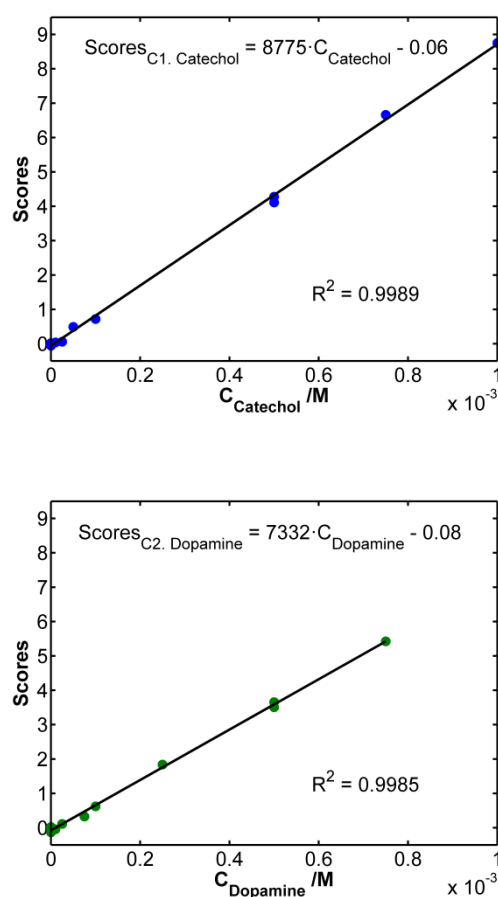 Scores_C1. Catechol = 8775·C_Catechol - 0.06
9
8
7
6
5
4
3
2
1
0
Scores
R² = 0.9989
0 0.2 0.4 0.6 0.8 1
C_Catechol /M
x 10⁻³
Scores_C2. Dopamine = 7332·C_Dopamine - 0.08
9
8
7
6
5
4
3
2
1
0
Scores
R² = 0.9985
0 0.2 0.4 0.6 0.8 1
C_Dopamine /M
x 10⁻³